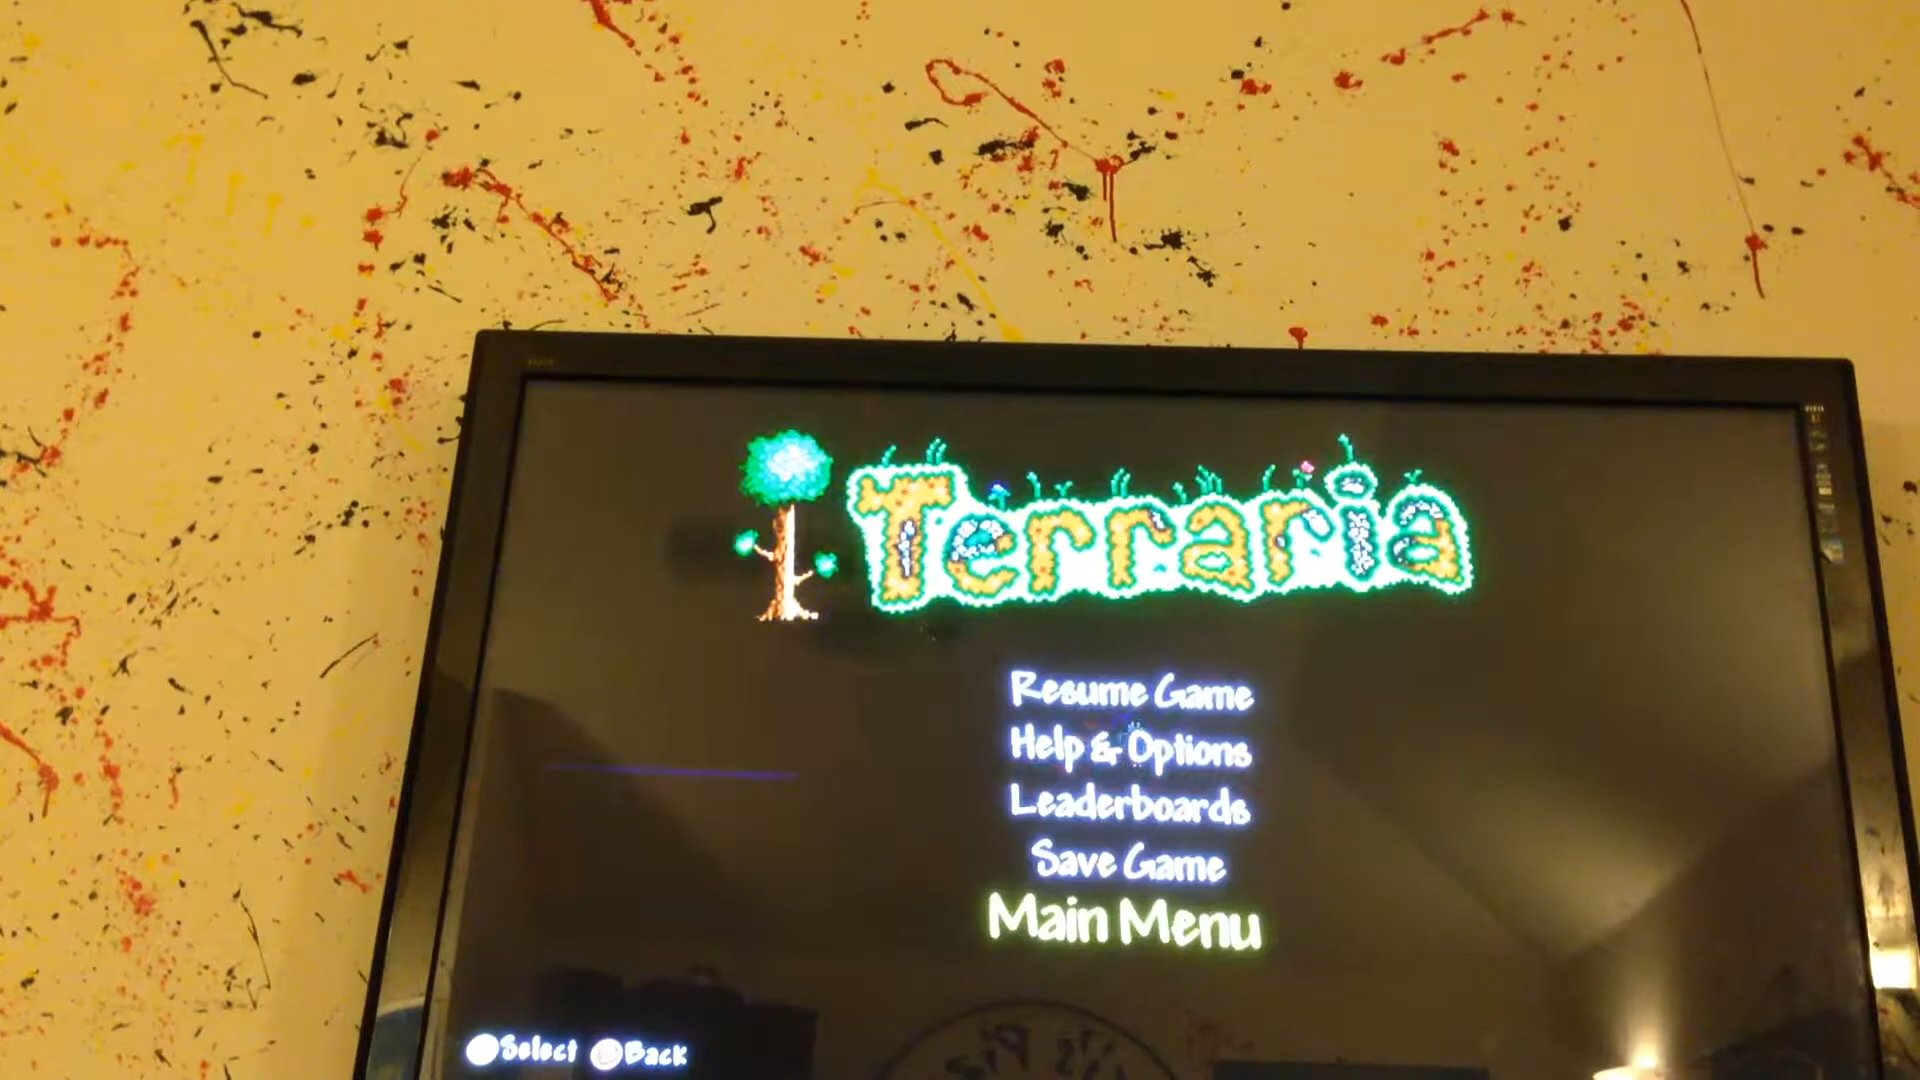 Terraria
Resume Game
Help & Options
Leaderboards
Save Game
Main Menu
Select Back